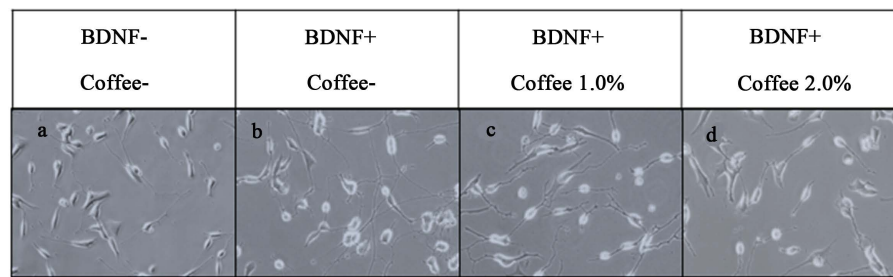 BDNF-
Coffee-
BDNF+
Coffee-
BDNF+
Coffee 1.0%
BDNF+
Coffee 2.0%
a
b
c
d